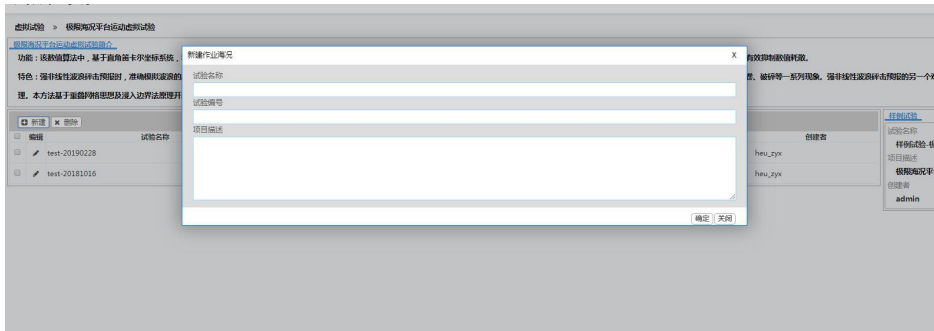 虚拟试验 » 极限海况平台运动虚拟试验
极限海况平台运动虚拟试验简介
功能：该数值算法中，基于直角笛卡尔坐标系统，
有效抑制数值耗散。
特色：强非线性波浪砰击预报时，准确模拟波浪的
、破碎等一系列现象。强非线性波浪砰击预报的另一个
理。本方法基于重叠网格思想及浸入边界法原理开
新建作业海况 X
试验名称
试验编号
项目描述
确定 关闭
新建 删除
编辑 试验名称 创建者
test-20190228 heu_zyx
test-20181016 heu_zyx
样例试验
试验名称
样例试验-极
项目描述
极限海况平
创建者
admin